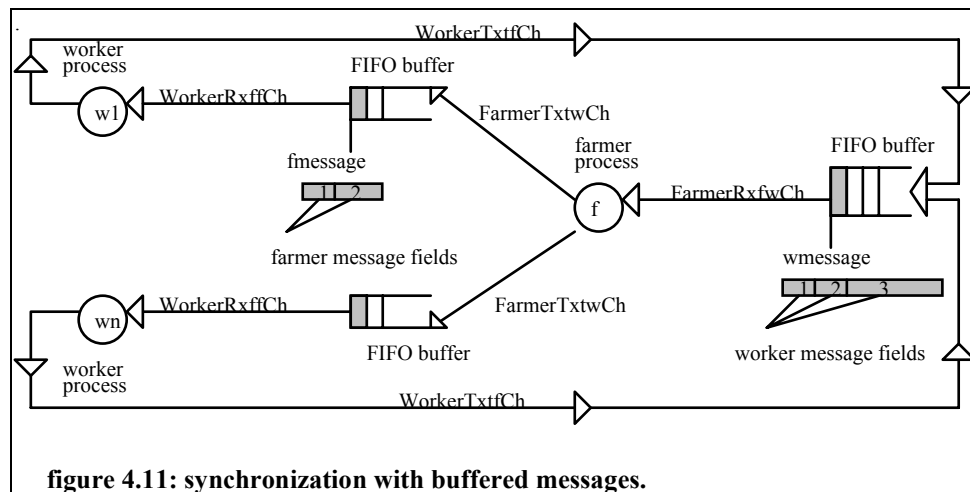 WorkerTxtfCh
worker
process
FIFO buffer
w1
WorkerRxffCh
FarmerTxtwCh
fmessage
1 2
farmer
process
FIFO buffer
f
FarmerRxfwCh
farmer message fields
wmessage
1 2 3
wn
WorkerRxffCh
FarmerTxtwCh
FIFO buffer
worker message fields
worker
process
WorkerTxtfCh
figure 4.11: synchronization with buffered messages.